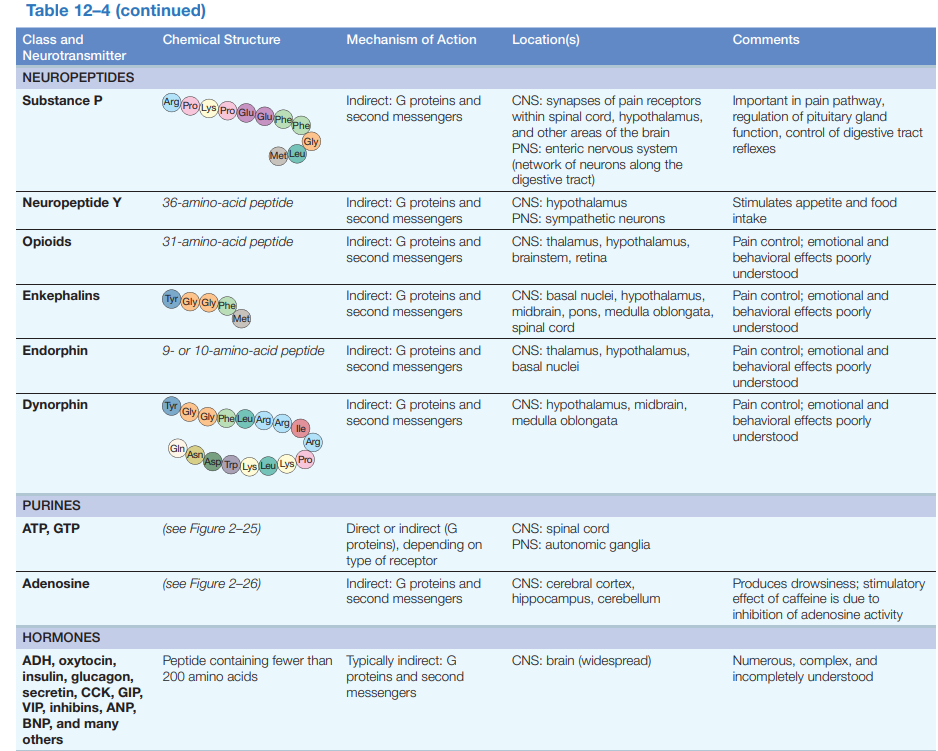 Table 12–4 (continued)
Class and
Neurotransmitter
Chemical Structure
Mechanism of Action
Location(s)
Comments
NEUROPEPTIDES
Substance P
Arg Pro Lys Pro Glu Glu Phe Phe
Gly
Met Leu
Indirect: G proteins and
second messengers
CNS: synapses of pain receptors
within spinal cord, hypothalamus,
and other areas of the brain
PNS: enteric nervous system
(network of neurons along the
digestive tract)
Important in pain pathway,
regulation of pituitary gland
function, control of digestive tract
reflexes
Neuropeptide Y
36-amino-acid peptide
Indirect: G proteins and
second messengers
CNS: hypothalamus
PNS: sympathetic neurons
Stimulates appetite and food
intake
Opioids
31-amino-acid peptide
Indirect: G proteins and
second messengers
CNS: thalamus, hypothalamus,
brainstem, retina
Pain control; emotional and
behavioral effects poorly
understood
Enkephalins
Tyr Gly Gly Phe
Met
Indirect: G proteins and
second messengers
CNS: basal nuclei, hypothalamus,
midbrain, pons, medulla oblongata,
spinal cord
Pain control; emotional and
behavioral effects poorly
understood
Endorphin
9- or 10-amino-acid peptide
Indirect: G proteins and
second messengers
CNS: thalamus, hypothalamus,
basal nuclei
Pain control; emotional and
behavioral effects poorly
understood
Dynorphin
Tyr Gly Gly Phe Leu Arg Arg Ile
Arg
Gln Asn Asp Trp Lys Leu Lys Pro
Indirect: G proteins and
second messengers
CNS: hypothalamus, midbrain,
medulla oblongata
Pain control; emotional and
behavioral effects poorly
understood
PURINES
ATP, GTP
(see Figure 2–25)
Direct or indirect (G
proteins), depending on
type of receptor
CNS: spinal cord
PNS: autonomic ganglia
Adenosine
(see Figure 2–26)
Indirect: G proteins and
second messengers
CNS: cerebral cortex,
hippocampus, cerebellum
Produces drowsiness; stimulatory
effect of caffeine is due to
inhibition of adenosine activity
HORMONES
ADH, oxytocin,
insulin, glucagon,
secretin, CCK, GIP,
VIP, inhibins, ANP,
BNP, and many
others
Peptide containing fewer than
200 amino acids
Typically indirect: G
proteins and second
messengers
CNS: brain (widespread)
Numerous, complex, and
incompletely understood